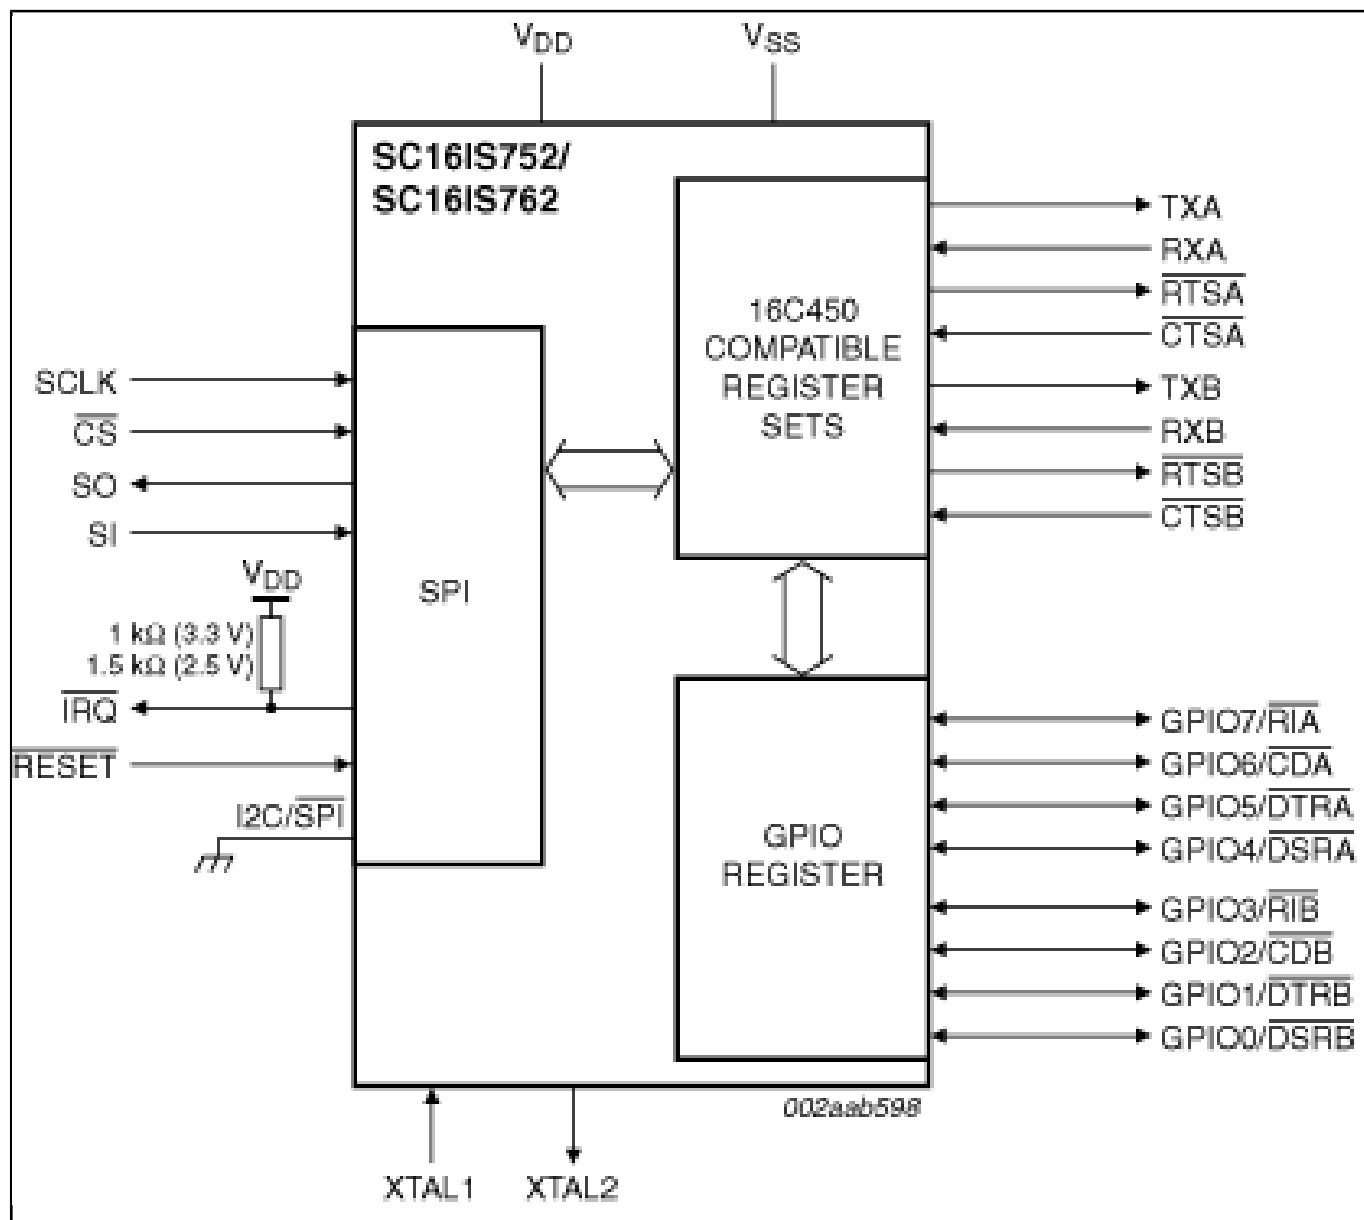 VDD
VSS
SC16IS752/
SC16IS762
TXA
RXA
RTSA
CTSA
TXB
RXB
RTSB
CTSB
16C450
COMPATIBLE
REGISTER
SETS
SCLK
CS
SO
SI
VDD
1 kΩ (3.3 V)
1.5 kΩ (2.5 V)
IRQ
RESET
I2C/SPI
SPI
GPIO
REGISTER
GPIO7/RIA
GPIO6/CDA
GPIO5/DTRA
GPIO4/DSRA
GPIO3/RIB
GPIO2/CDB
GPIO1/DTRB
GPIO0/DSRB
002aab598
XTAL1
XTAL2